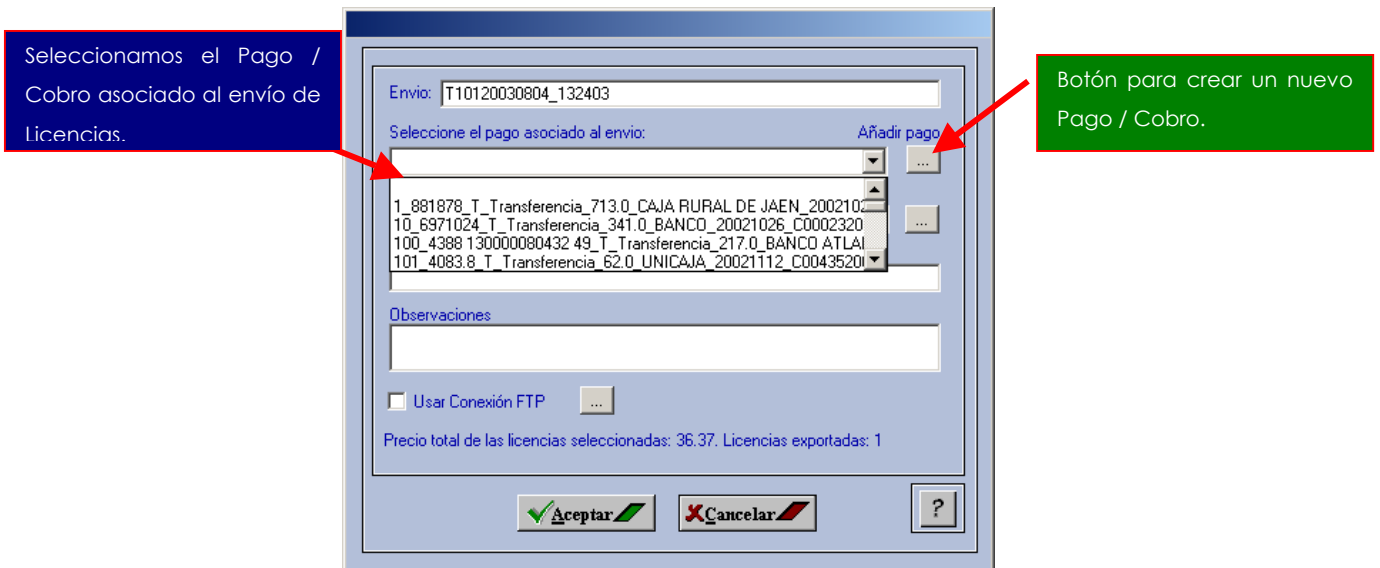 Seleccionamos el Pago /
Cobro asociado al envío de
Licencias.
Botón para crear un nuevo
Pago / Cobro.
Envio: T10120030804_132403
Seleccione el pago asociado al envio: Añadir pago
...
1_881878_T_Transferencia_713.0_CAJA RURAL DE JAEN_200210
10_6971024_T_Transferencia_341.0_BANCO_20021026_C0002320
...
100_4388 130000080432 49_T_Transferencia_217.0_BANCO
101_4083.8_T_Transferencia_62.0_UNICAJA_20021112_C004352
Observaciones
Usar Conexión FTP ...
Precio total de las licencias seleccionadas: 36.37. Licencias exportadas: 1
Aceptar Cancelar ?